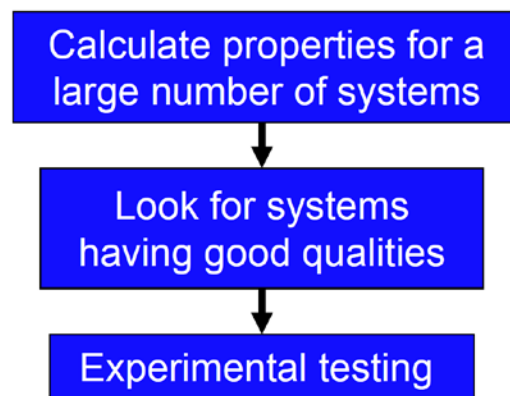 Calculate properties for a
large number of systems
Look for systems
having good qualities
Experimental testing